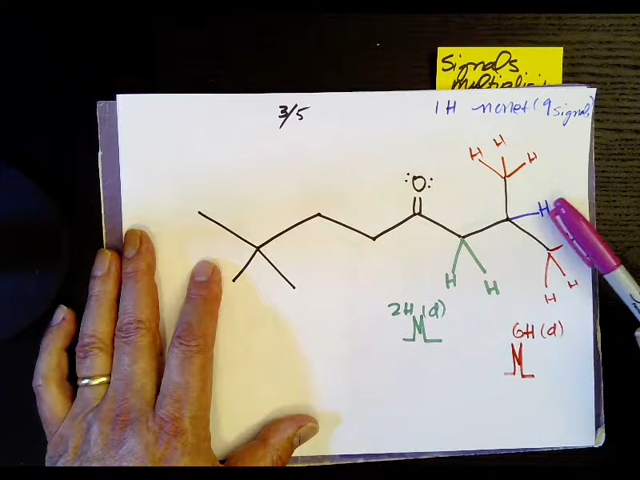 Signals
3/5
1H nonet (9 signals)
H H H
:O:
H
H H
H H
2H (d)
6H (d)